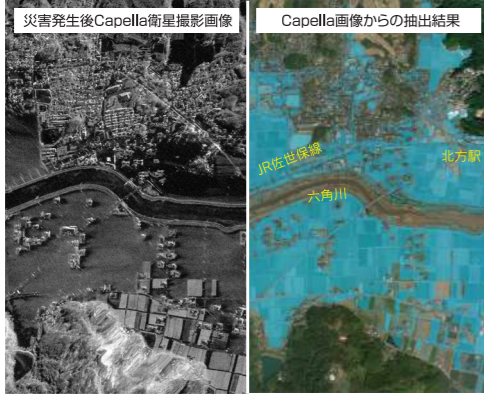 災害発生後Capella衛星撮影画像
Capella画像からの抽出結果
JR佐世保線
北方駅
六角川